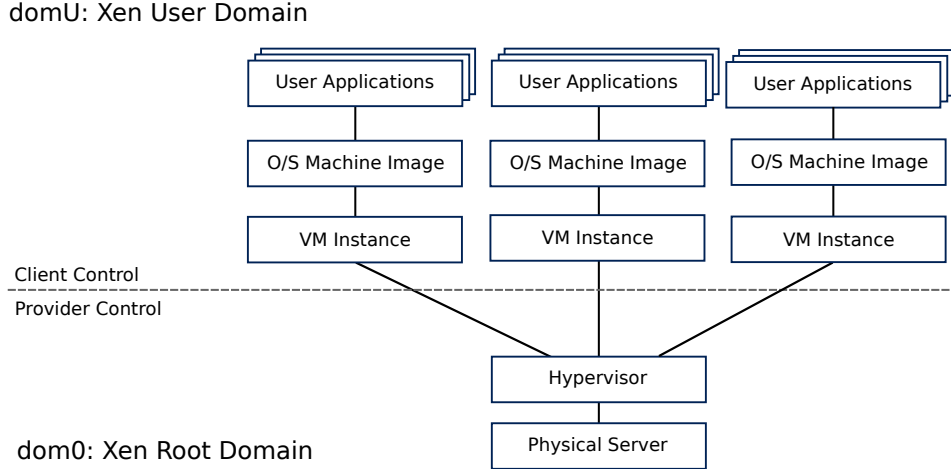 domU: Xen User Domain
User Applications
User Applications
User Applications
O/S Machine Image
O/S Machine Image
O/S Machine Image
VM Instance
VM Instance
VM Instance
Client Control
Provider Control
Hypervisor
Physical Server
dom0: Xen Root Domain